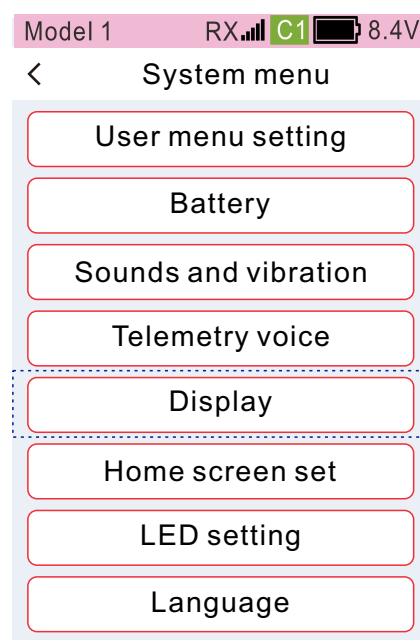 Model 1 RX C1 8.4V
< System menu
User menu setting
Battery
Sounds and vibration
Telemetry voice
Display
Home screen set
LED setting
Language